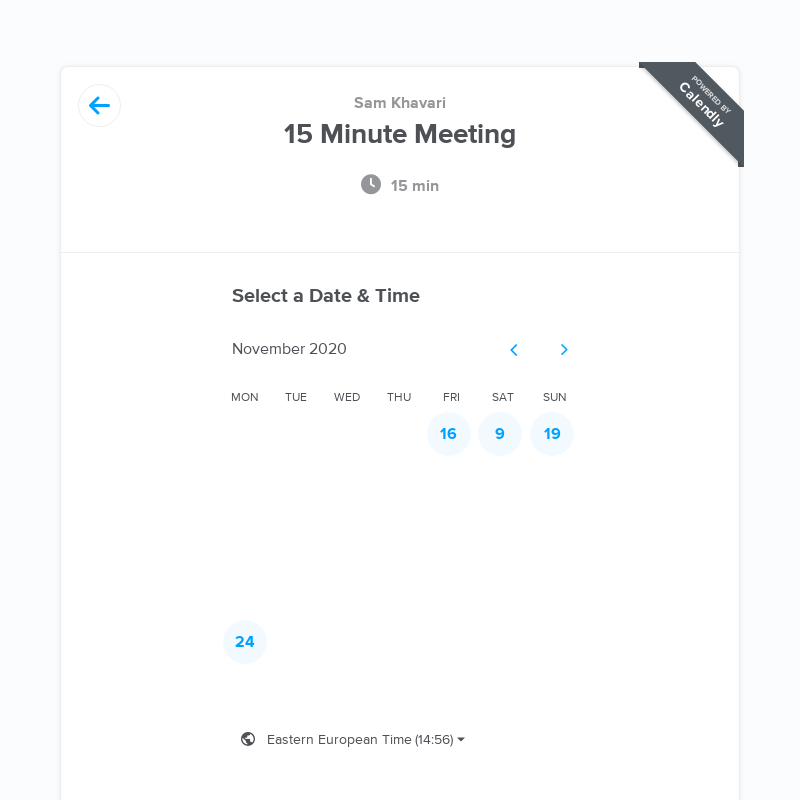 Sam Khavari
15 Minute Meeting
15 min
POWERED BY
Calendly
Select a Date & Time
November 2020
MON TUE WED THU FRI SAT SUN
16 9 19
24
Eastern European Time (14:56)